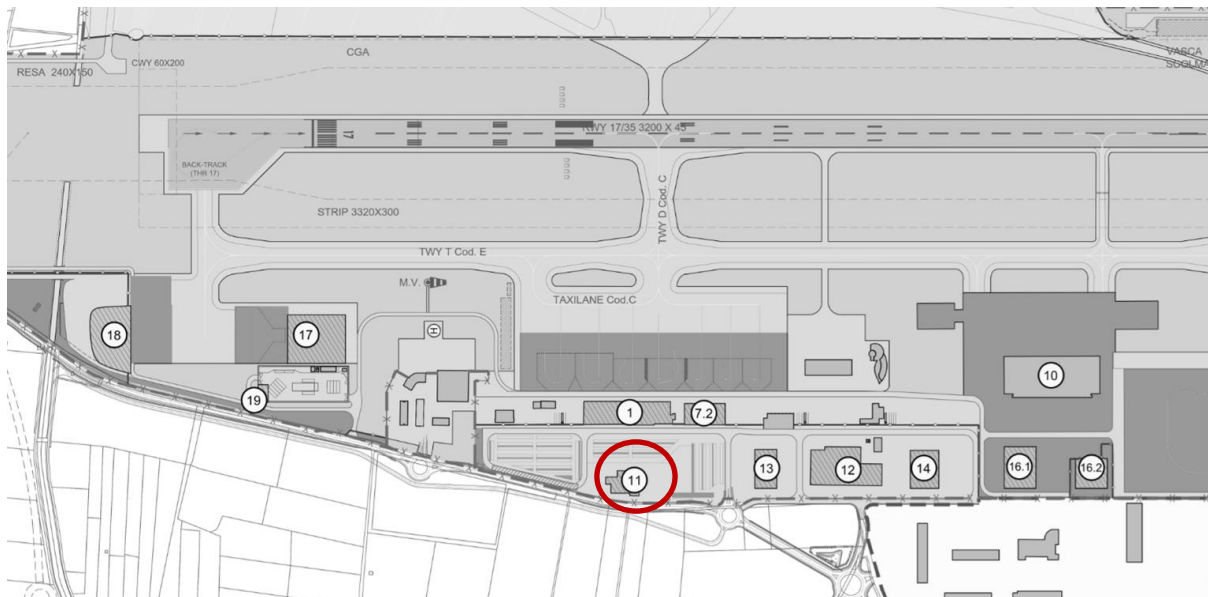 CGA
VASCA
SCOLMA
CWY 60X200
RESA 240X150
17
RWY 17/35 3200 X 45
BACK-TRACK
(THR 17)
STRIP 3320X300
TWY D Cod. C
TWY T Cod. E
M.V.
TAXILANE Cod.C
H
18
17
10
19
1
7.2
11
13
12
14
16.1
16.2